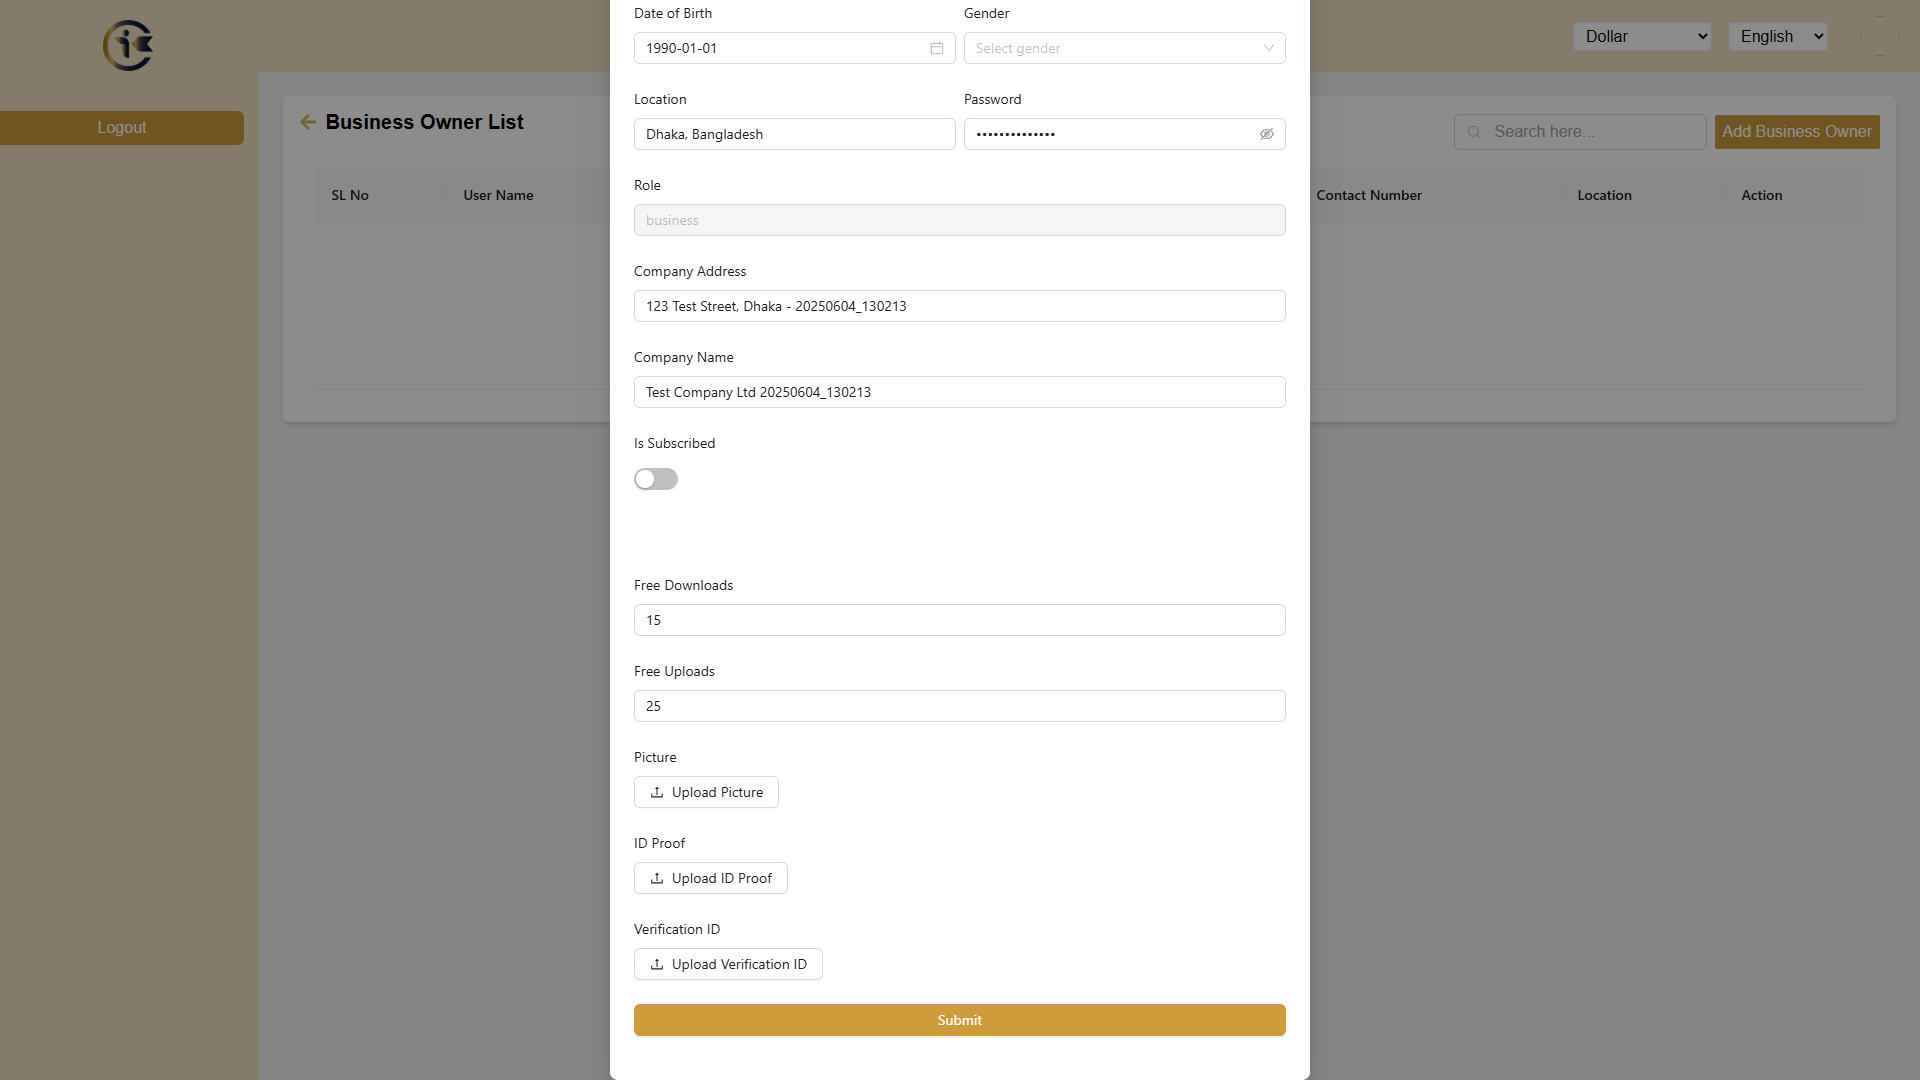 Date of Birth Gender
1990-01-01 Select gender
Dollar English
Logout
Business Owner List
Search here...
Add Business Owner
Location Password
Dhaka, Bangladesh ••••••••••••••
SL No User Name Contact Number Location Action
Role
business
Company Address
123 Test Street, Dhaka - 20250604_130213
Company Name
Test Company Ltd 20250604_130213
Is Subscribed
Free Downloads
15
Free Uploads
25
Picture
Upload Picture
ID Proof
Upload ID Proof
Verification ID
Upload Verification ID
Submit